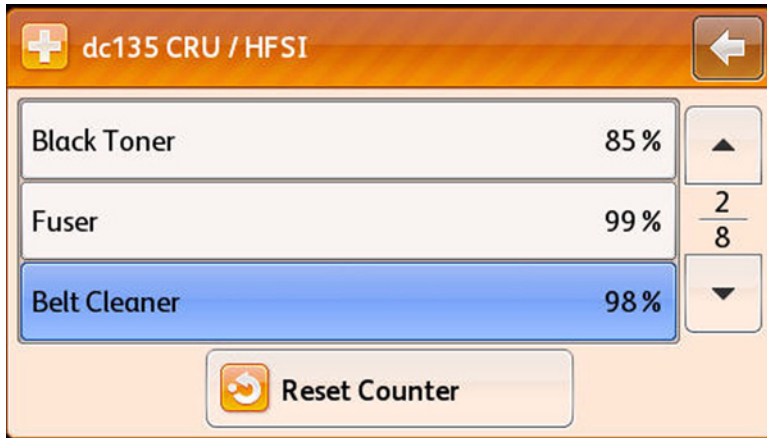 dc135 CRU / HFSI
Black Toner 85 %
Fuser 99 %
2
8
Belt Cleaner 98 %
Reset Counter